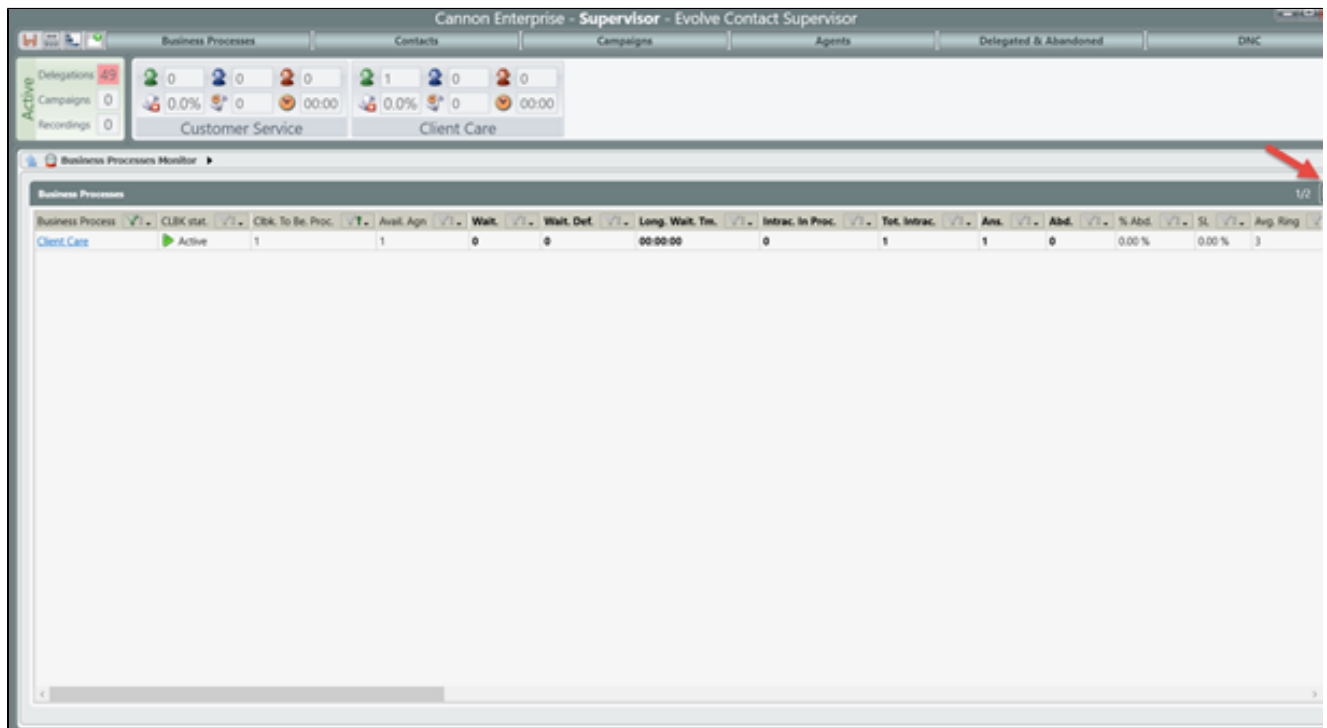 Cannon Enterprise - Supervisor - Evolve Contact Supervisor
Business Processes Contacts Campaigns Agents Delegated & Abandoned DNC
Active
Delegations 49
Campaigns 0
Recordings 0
0 0 0
0.0% 0 00:00
Customer Service
1 0 0
0.0% 0 00:00
Client Care
Business Processes Monitor
Business Processes 1/2
Business Process CLBK stat. Clbk. To Be. Proc. Avail. Agn Wait. Wait. Def. Long. Wait. Tm. Intrac. In Proc. Tot. Intrac. Ans. Abd. % Abd. SL Avg. Ring
Client Care Active 1 1 0 0 00:00:00 0 1 1 0 0.00 % 0.00 % 3